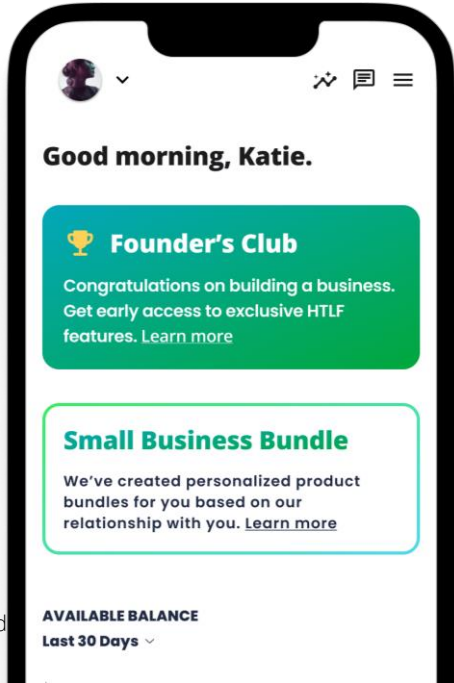 Good morning, Katie.
Founder's Club
Congratulations on building a business.
Get early access to exclusive HTLF
features. Learn more
Small Business Bundle
We've created personalized product
bundles for you based on our
relationship with you. Learn more
d
AVAILABLE BALANCE
Last 30 Days